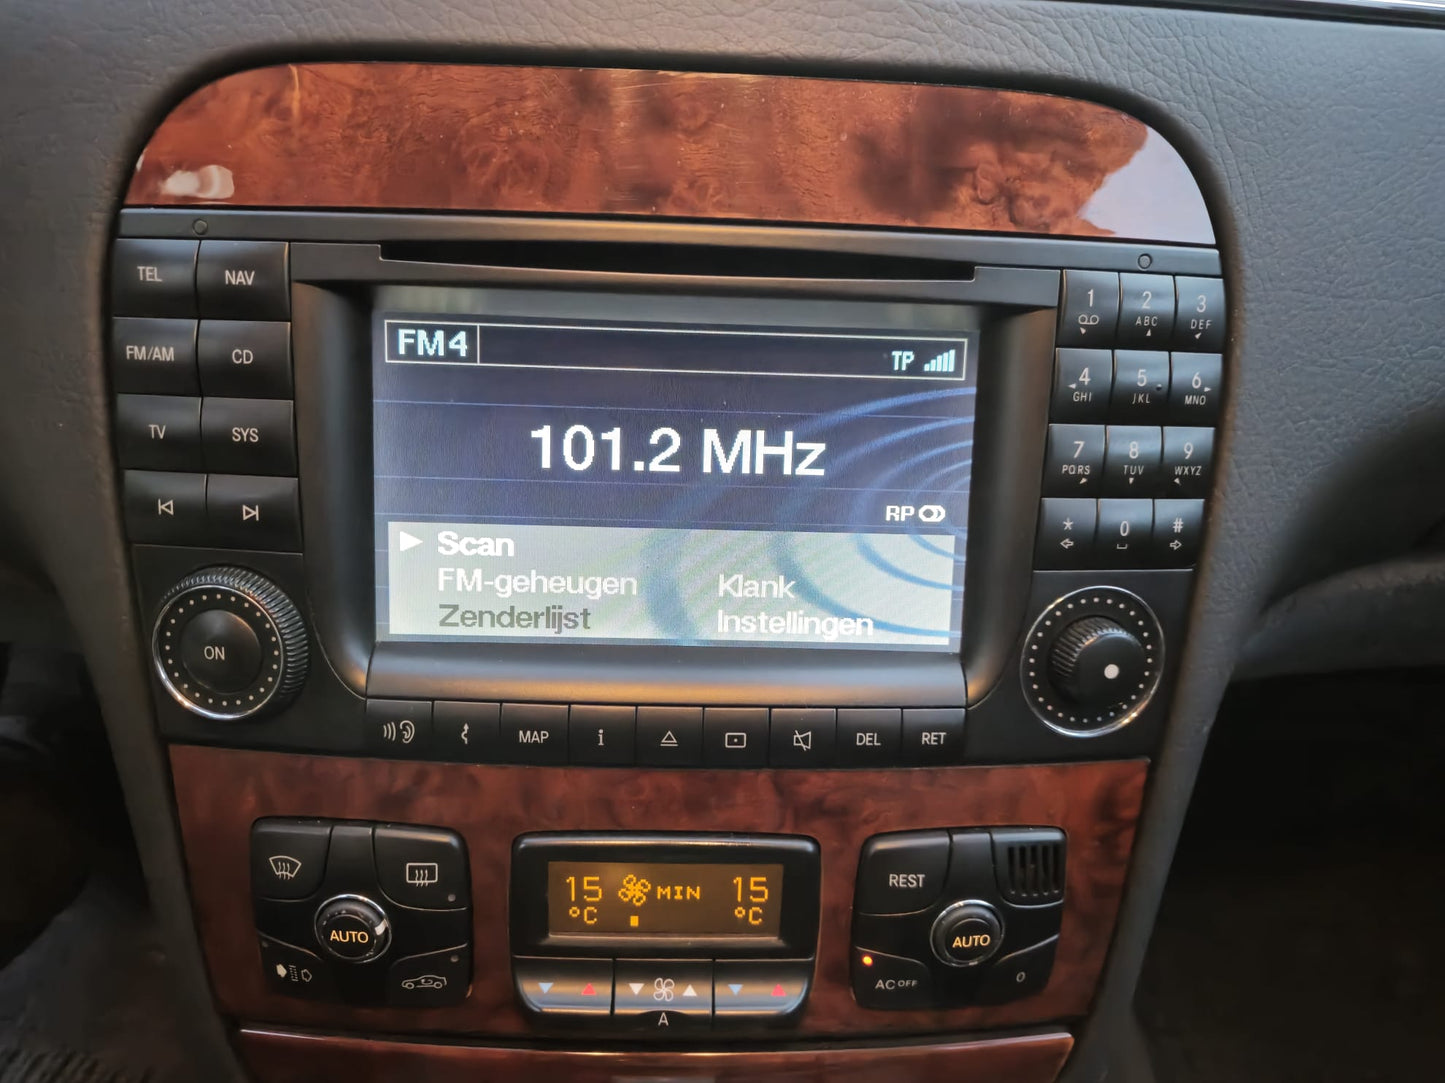 TEL NAV
FM/AM CD
TV SYS
ON
FM4
TP
101.2 MHz
RP
Scan
FM-geheugen Klank
Zenderlijst Instellingen
1 2 3
ABC DEF
4 5 6
GHI JKL MNO
7 8 9
PQRS TUV WXYZ
* 0 #
MAP i DEL RET
AUTO
15 °C MIN 15 °C
A
REST
AUTO
AC OFF
0